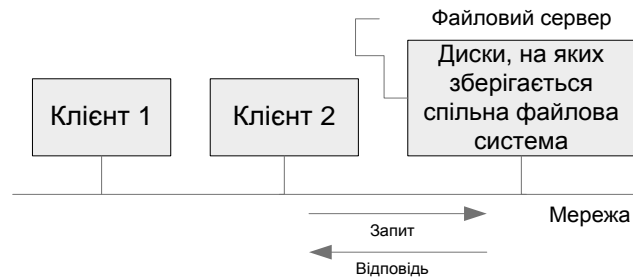 Файловий сервер
Клієнт 1
Клієнт 2
Диски, на яких
зберігається
спільна файлова
система
Мережа
Запит
Відповідь